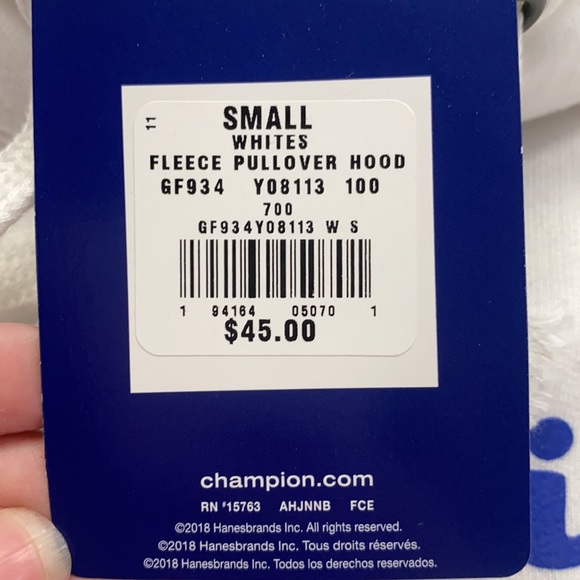 11
SMALL
WHITES
FLEECE PULLOVER HOOD
GF934 Y08113 100
700
GF934Y08113 W S
1 94164 05070 1
$45.00
champion.com
RN #15763 AHJNNB FCE
©2018 Hanesbrands Inc. All rights reserved.
©2018 Hanesbrands Inc. Tous droits réservés.
©2018 Hanesbrands Inc. Todos los derechos reservados.
i